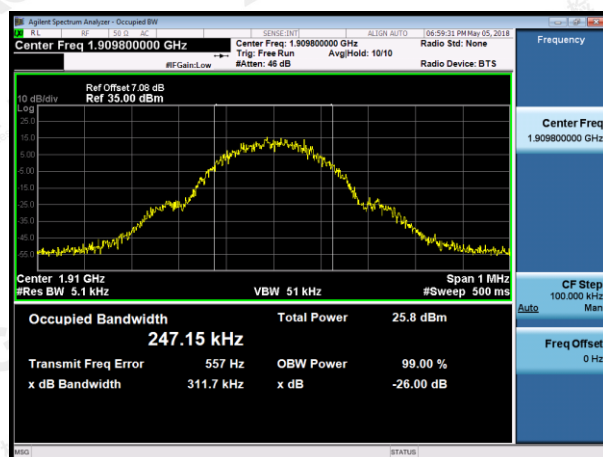 Agilent Spectrum Analyzer - Occupied BW
RL RF 50 Ω AC SENSE:INT ALIGN AUTO 06:59:31 PM May 05, 2018
Center Freq 1.909800000 GHz
Center Freq: 1.909800000 GHz
Radio Std: None
Trig: Free Run Avg|Hold: 10/10
#IFGain:Low #Atten: 46 dB Radio Device: BTS
Frequency
Ref Offset 7.08 dB
10 dB/div Ref 35.00 dBm
Log
25.0
15.0
5.00
-5.00
-15.0
-25.0
-35.0
-45.0
-55.0
Center 1.91 GHz Span 1 MHz
#Res BW 5.1 kHz VBW 51 kHz #Sweep 500 ms
Center Freq
1.909800000 GHz
CF Step
100.000 kHz
Auto Man
Freq Offset
0 Hz
Occupied Bandwidth Total Power 25.8 dBm
247.15 kHz
Transmit Freq Error 557 Hz OBW Power 99.00 %
x dB Bandwidth 311.7 kHz x dB -26.00 dB
MSG STATUS